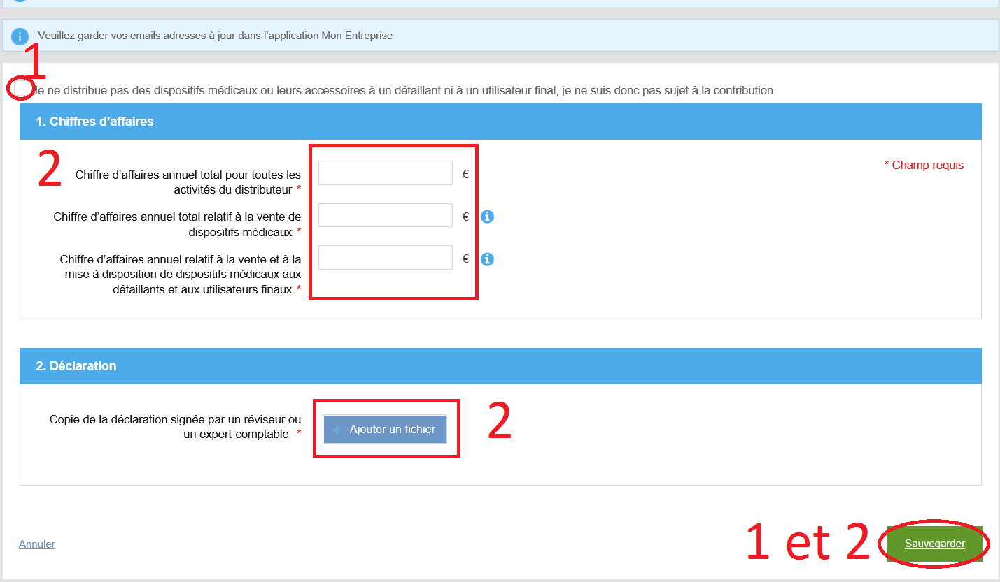 Veuillez garder vos emails adresses à jour dans l'application Mon Entreprise
1
Je ne distribue pas des dispositifs médicaux ou leurs accessoires à un détaillant ni à un utilisateur final, je ne suis donc pas sujet à la contribution.
1. Chiffres d'affaires
2
* Champ requis
Chiffre d'affaires annuel total pour toutes les
activités du distributeur *
€
Chiffre d'affaires annuel total relatif à la vente de
dispositifs médicaux *
€
Chiffre d'affaires annuel relatif à la vente et à la
mise à disposition de dispositifs médicaux aux
détaillants et aux utilisateurs finaux *
€
2. Déclaration
Copie de la déclaration signée par un réviseur ou
un expert-comptable *
Ajouter un fichier
2
Annuler
1 et 2
Sauvegarder